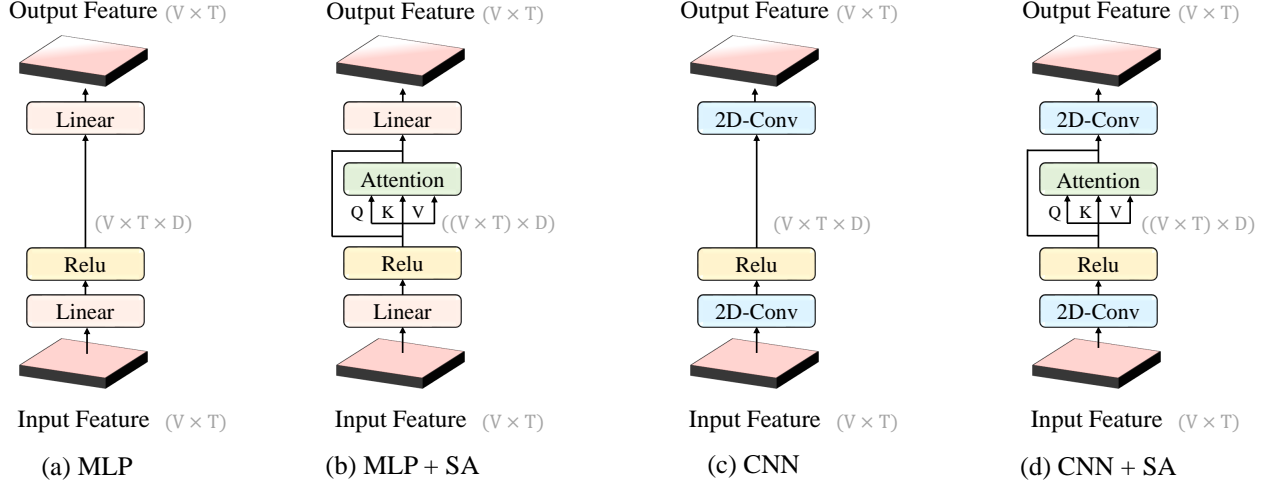 Output Feature (V × T)
Linear
(V × T × D)
Relu
Linear
Input Feature (V × T)
(a) MLP
Output Feature (V × T)
Linear
Attention
Q K V
((V × T) × D)
Relu
Linear
Input Feature (V × T)
(b) MLP + SA
Output Feature (V × T)
2D-Conv
(V × T × D)
Relu
2D-Conv
Input Feature (V × T)
(c) CNN
Output Feature (V × T)
2D-Conv
Attention
Q K V
((V × T) × D)
Relu
2D-Conv
Input Feature (V × T)
(d) CNN + SA